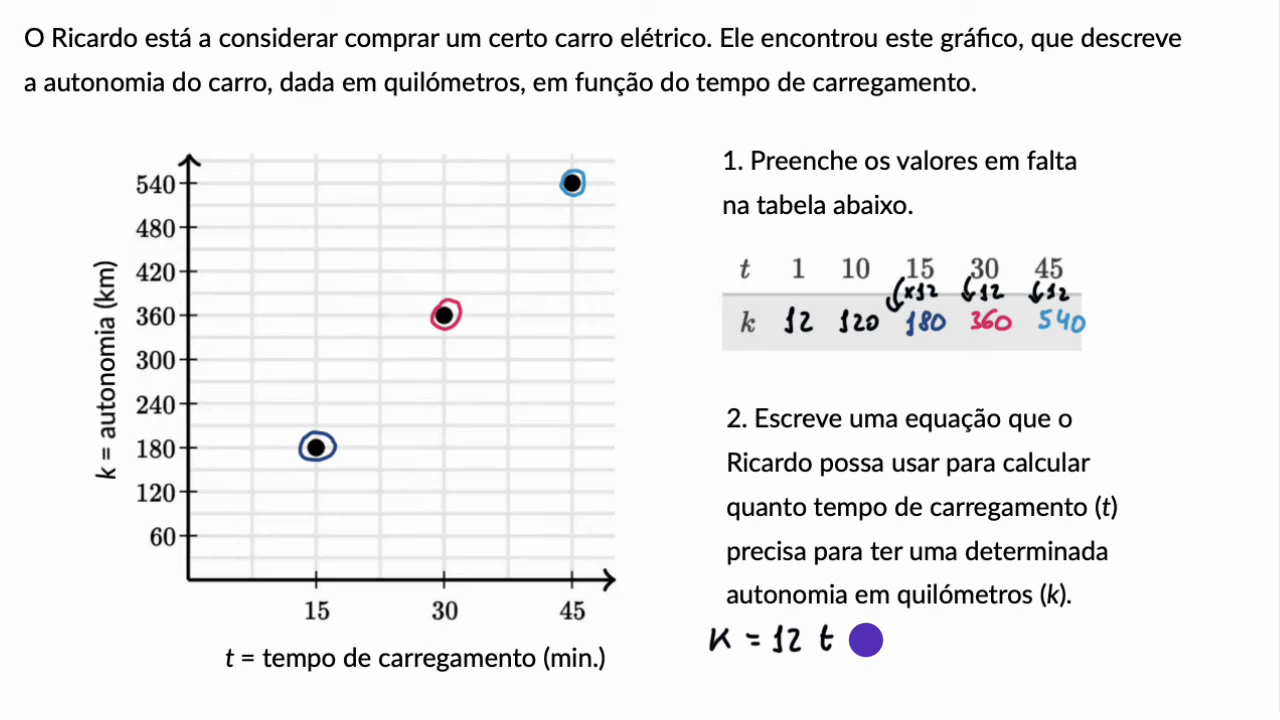 O Ricardo está a considerar comprar um certo carro elétrico. Ele encontrou este gráfico, que descreve
a autonomia do carro, dada em quilómetros, em função do tempo de carregamento.
540
480
420
360
300
240
180
120
60
k = autonomia (km)
15 30 45
t = tempo de carregamento (min.)
1. Preenche os valores em falta
na tabela abaixo.
t 1 10 15 30 45
x12 12 12
k 12 120 180 360 540
2. Escreve uma equação que o
Ricardo possa usar para calcular
quanto tempo de carregamento (t)
precisa para ter uma determinada
autonomia em quilómetros (k).
K = 12 t